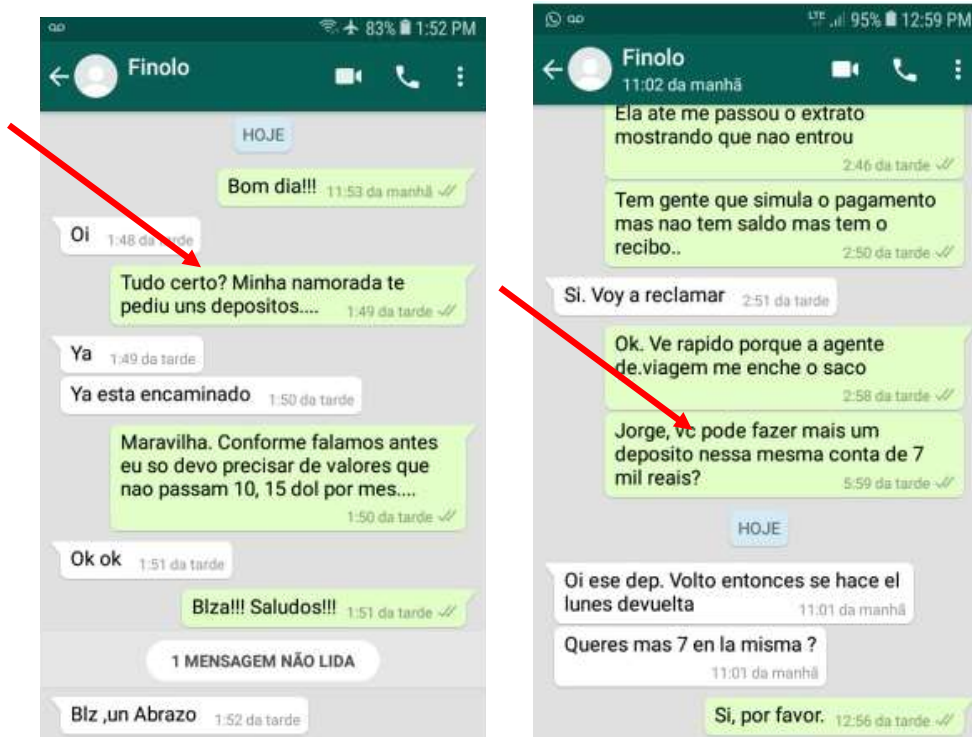 83% 1:52 PM
Finolo
HOJE
Bom dia!!! 11:53 da manhã
Oi 1:48 da tarde
Tudo certo? Minha namorada te
pediu uns depositos.... 1:49 da tarde
Ya 1:49 da tarde
Ya esta encaminado 1:50 da tarde
Maravilha. Conforme falamos antes
eu so devo precisar de valores que
nao passam 10, 15 dol por mes....
1:50 da tarde
Ok ok 1:51 da tarde
Blza!!! Saludos!!! 1:51 da tarde
1 MENSAGEM NÃO LIDA
Blz ,un Abrazo 1:52 da tarde
LTE 95% 12:59 PM
Finolo
11:02 da manhã
Ela ate me passou o extrato
mostrando que nao entrou
2:46 da tarde
Tem gente que simula o pagamento
mas nao tem saldo mas tem o
recibo.. 2:50 da tarde
Si. Voy a reclamar 2:51 da tarde
Ok. Ve rapido porque a agente
de.viagem me enche o saco
2:58 da tarde
Jorge, vc pode fazer mais um
deposito nessa mesma conta de 7
mil reais? 5:59 da tarde
HOJE
Oi ese dep. Volto entonces se hace el
lunes devuelta 11:01 da manhã
Queres mas 7 en la misma ?
11:01 da manhã
Si, por favor. 12:56 da tarde